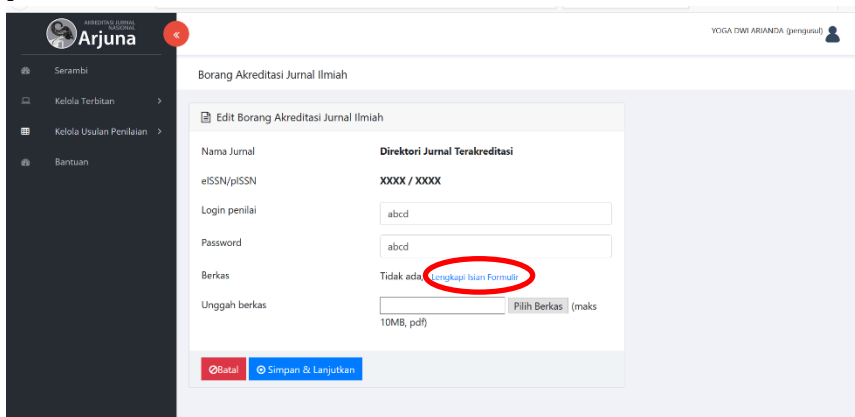 AKREDITASI JURNAL
NASIONAL
Arjuna
«
YOGA DWI ARIANDA (pengusul)
Serambi
Kelola Terbitan >
Kelola Usulan Penilaian >
Bantuan
Borang Akreditasi Jurnal Ilmiah
Edit Borang Akreditasi Jurnal Ilmiah
Nama Jurnal Direktori Jurnal Terakreditasi
eISSN/pISSN XXXX / XXXX
Login penilai abcd
Password abcd
Berkas Tidak ada, Lengkapi Isian Formulir
Unggah berkas Pilih Berkas (maks
10MB, pdf)
Batal Simpan & Lanjutkan